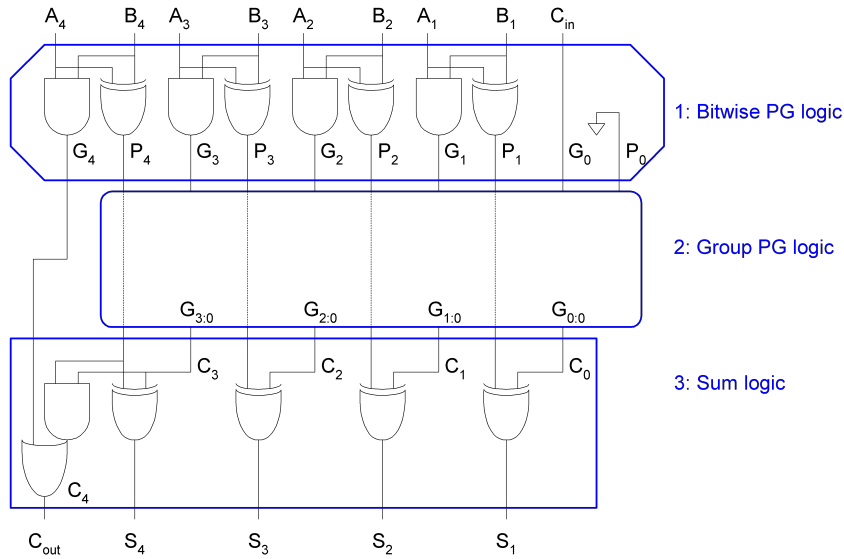 A4 B4 A3 B3 A2 B2 A1 B1 Cin
1: Bitwise PG logic
G4 P4 G3 P3 G2 P2 G1 P1 G0 P0
2: Group PG logic
G3:0 G2:0 G1:0 G0:0
C3 C2 C1 C0
3: Sum logic
C4
Cout S4 S3 S2 S1